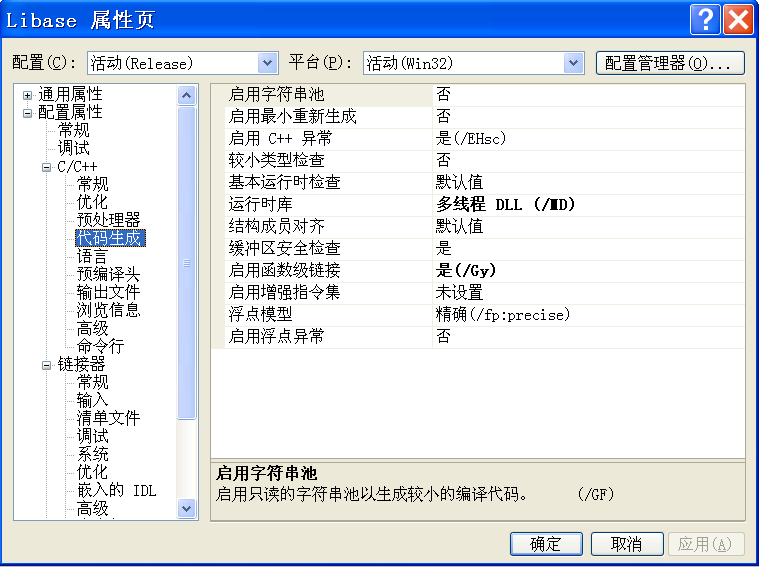 Libase 属性页
配置(C): 活动(Release) 平台(P): 活动(Win32) 配置管理器(O)...
通用属性
配置属性
常规
调试
C/C++
常规
优化
预处理器
代码生成
语言
预编译头
输出文件
浏览信息
高级
命令行
链接器
常规
输入
清单文件
调试
系统
优化
嵌入的 IDL
高级
启用字符串池 否
启用最小重新生成 否
启用 C++ 异常 是(/EHsc)
较小类型检查 否
基本运行时检查 默认值
运行时库 多线程 DLL (/MD)
结构成员对齐 默认值
缓冲区安全检查 是
启用函数级链接 是(/Gy)
启用增强指令集 未设置
浮点模型 精确(/fp:precise)
启用浮点异常 否
启用字符串池
启用只读的字符串池以生成较小的编译代码。 (/GF)
确定 取消 应用(A)